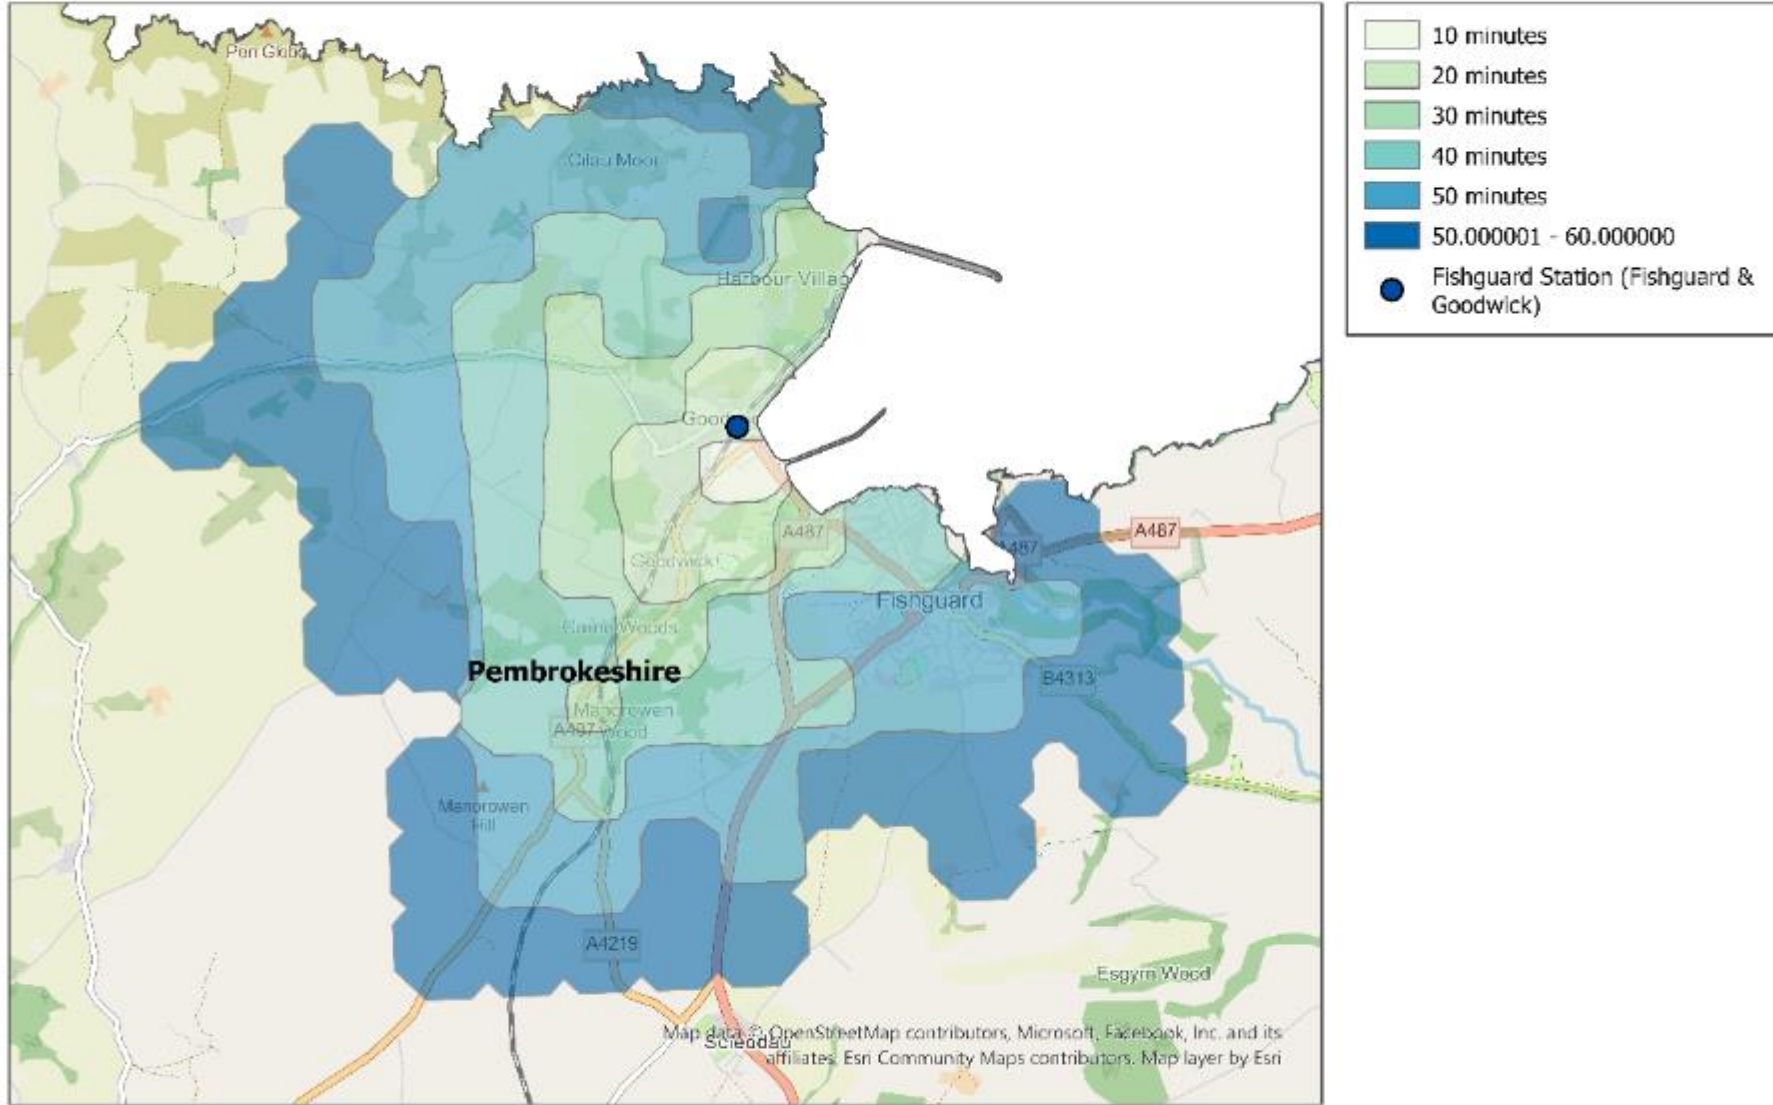 Pen Globo
Cilau Moor
Harbour Villag
Goodwick
A487
A487
A487
Goodwick
Fishguard
Pembrokeshire
B4313
Manorowen
Wood
A487
Manorowen
Hill
A4219
Esgyrn Wood
Scleddau
Map data © OpenStreetMap contributors, Microsoft, Facebook, Inc. and its
affiliates, Esri Community Maps contributors. Map layer by Esri
10 minutes
20 minutes
30 minutes
40 minutes
50 minutes
50.000001 - 60.000000
Fishguard Station (Fishguard &
Goodwick)